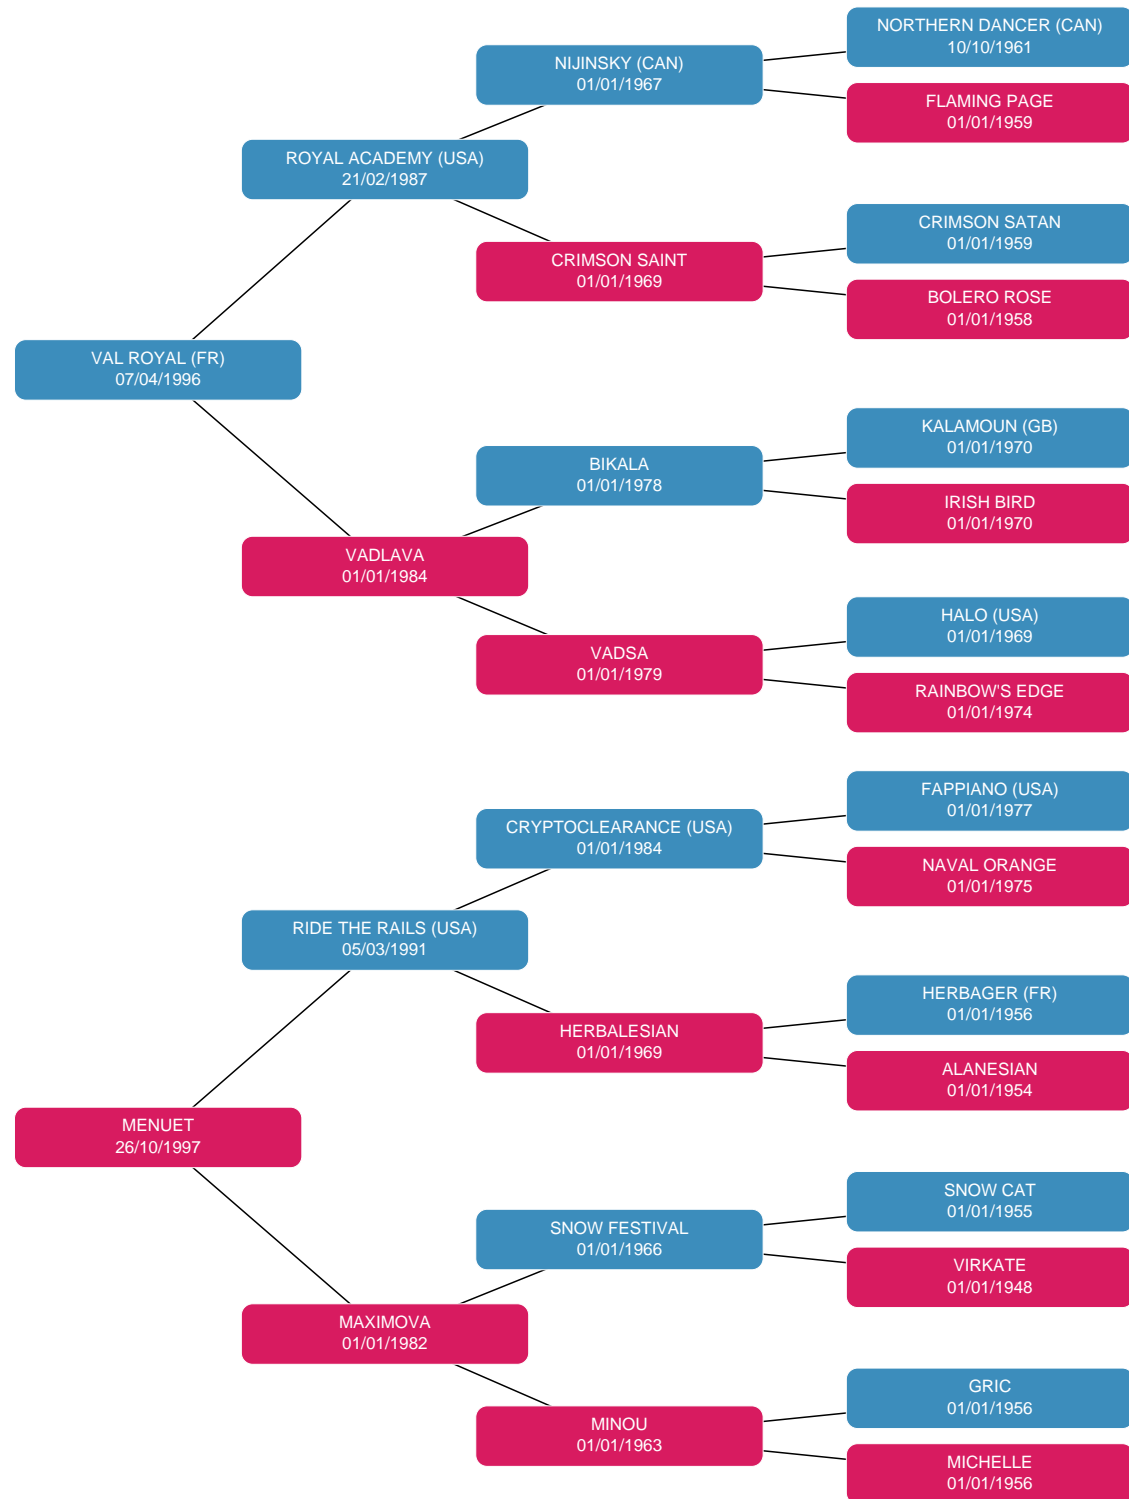 NORTHERN DANCER (CAN)
10/10/1961
NIJINSKY (CAN)
01/01/1967
FLAMING PAGE
01/01/1959
ROYAL ACADEMY (USA)
21/02/1987
CRIMSON SATAN
01/01/1959
CRIMSON SAINT
01/01/1969
BOLERO ROSE
01/01/1958
VAL ROYAL (FR)
07/04/1996
KALAMOUN (GB)
01/01/1970
BIKALA
01/01/1978
IRISH BIRD
01/01/1970
VADLAVA
01/01/1984
HALO (USA)
01/01/1969
VADSA
01/01/1979
RAINBOW'S EDGE
01/01/1974
FAPPIANO (USA)
01/01/1977
CRYPTOCLEARANCE (USA)
01/01/1984
NAVAL ORANGE
01/01/1975
RIDE THE RAILS (USA)
05/03/1991
HERBAGER (FR)
01/01/1956
HERBALESIAN
01/01/1969
ALANESIAN
01/01/1954
MENUET
26/10/1997
SNOW CAT
01/01/1955
SNOW FESTIVAL
01/01/1966
VIRKATE
01/01/1948
MAXIMOVA
01/01/1982
GRIC
01/01/1956
MINOU
01/01/1963
MICHELLE
01/01/1956